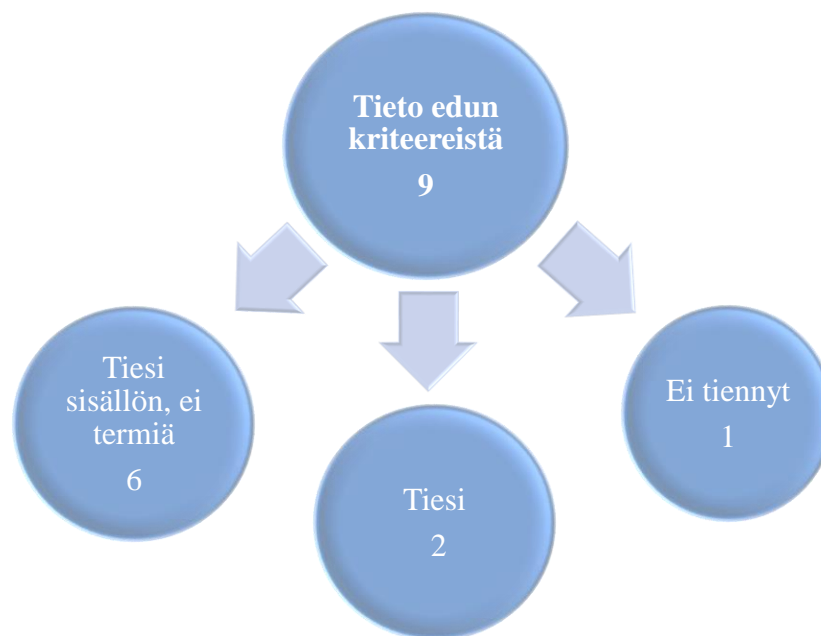 Tieto edun
kriteereistä
9
Tiesi
sisällön, ei
termiä
6
Tiesi
2
Ei tiennyt
1